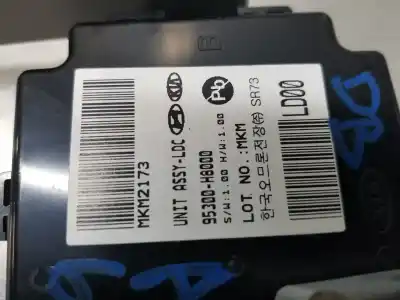 MKM2173
UNIT ASSY-LDC
KIA
95300-H8000
S/W:1.00 H/W:1.00
Pb
LOT NO.:MKM
한국오므론전장㈜ SR73
LD00